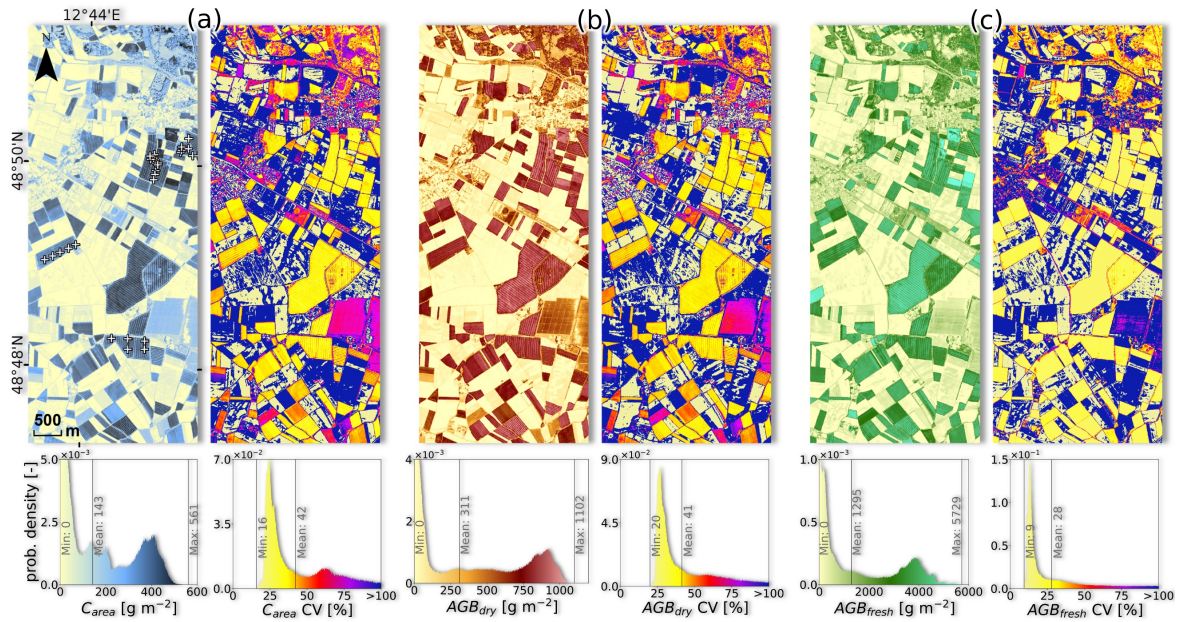 (a) (b) (c)
12°44'E
N
48°50'N
48°48'N
500 m
×10⁻³ ×10⁻² ×10⁻³ ×10⁻² ×10⁻³ ×10⁻¹
prob. density [-]
5.0 2.5 0.0
Min: 0 Mean: 143 Max: 561
0 200 400 600
C_area [g m⁻²]
7.0 3.5 0.0
Min: 16 Mean: 42
0 25 50 75 >100
C_area CV [%]
4 2 0
Min: 0 Mean: 311 Max: 1102
0 250 500 750 1000
AGB_dry [g m⁻²]
9.0 4.5 0.0
Min: 20 Mean: 41
0 25 50 75 >100
AGB_dry CV [%]
1.0 0.5 0.0
Min: 0 Mean: 1295 Max: 5729
0 2000 4000 6000
AGB_fresh [g m⁻²]
1.5 1.0 0.5 0.0
Min: 9 Mean: 28
0 25 50 75 >100
AGB_fresh CV [%]